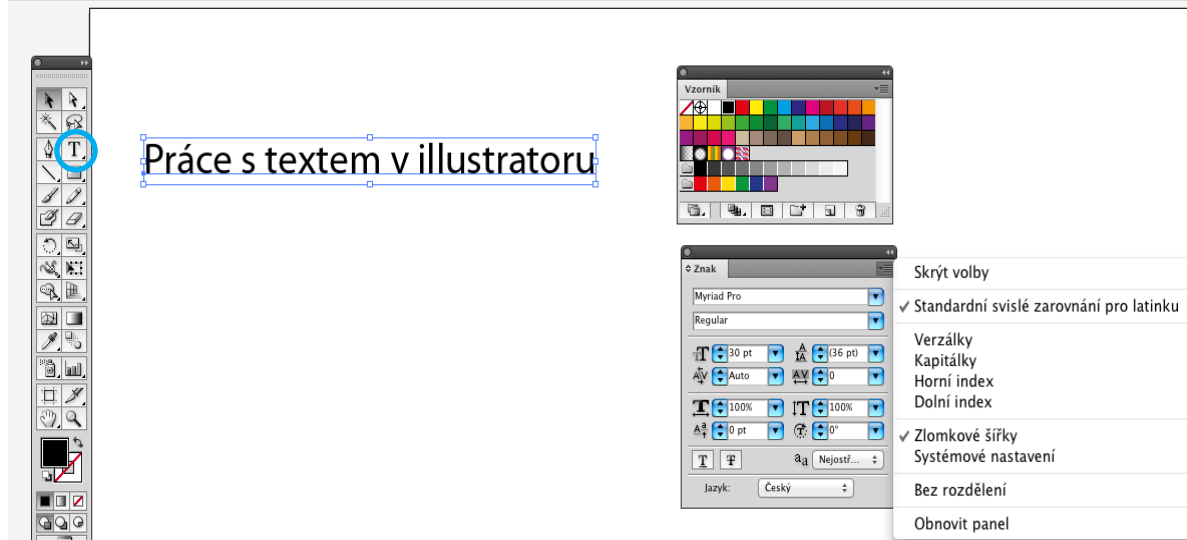 T
Práce s textem v illustratoru
Vzorník
Znak
Myriad Pro
Regular
30 pt
(36 pt)
Auto
0
100%
100%
0 pt
0°
T
Ŧ
aa
Nejostř...
Jazyk:
Český
Skrýt volby
Standardní svislé zarovnání pro latinku
Verzálky
Kapitálky
Horní index
Dolní index
Zlomkové šířky
Systémové nastavení
Bez rozdělení
Obnovit panel